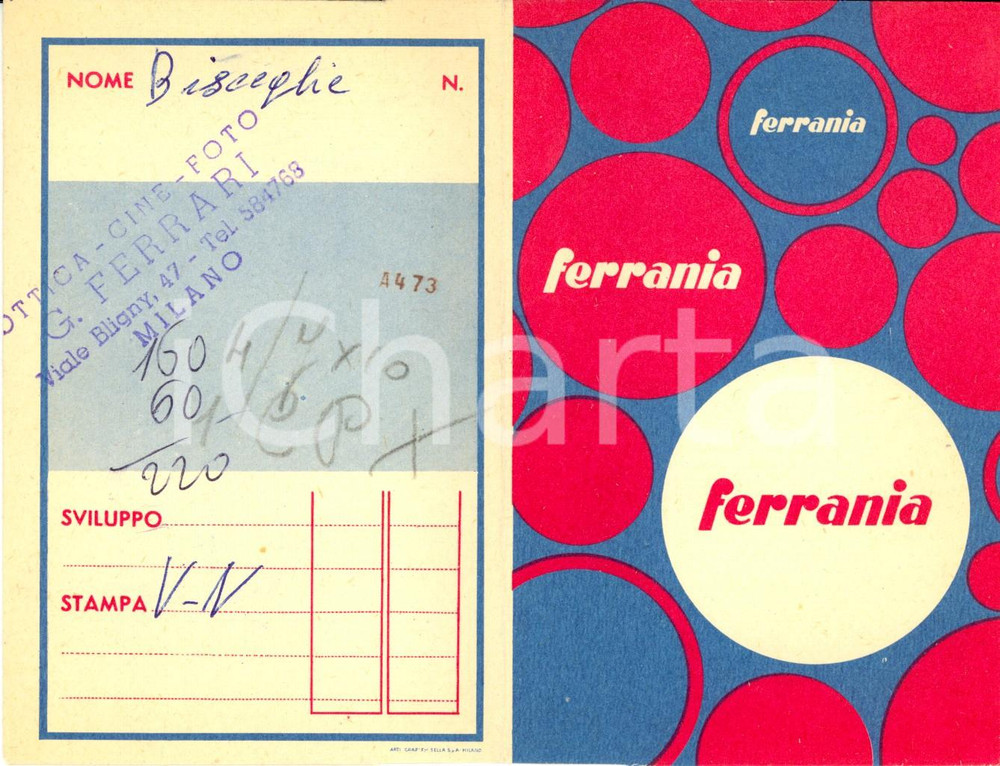 NOME Bisceglie N.
OTTICA - CINE - FOTO
G. FERRARI
Viale Bligny, 47 - Tel. 584768
MILANO
A473
160
60
220
SVILUPPO
STAMPA V-N
ferrania
ferrania
ferrania
iCharta